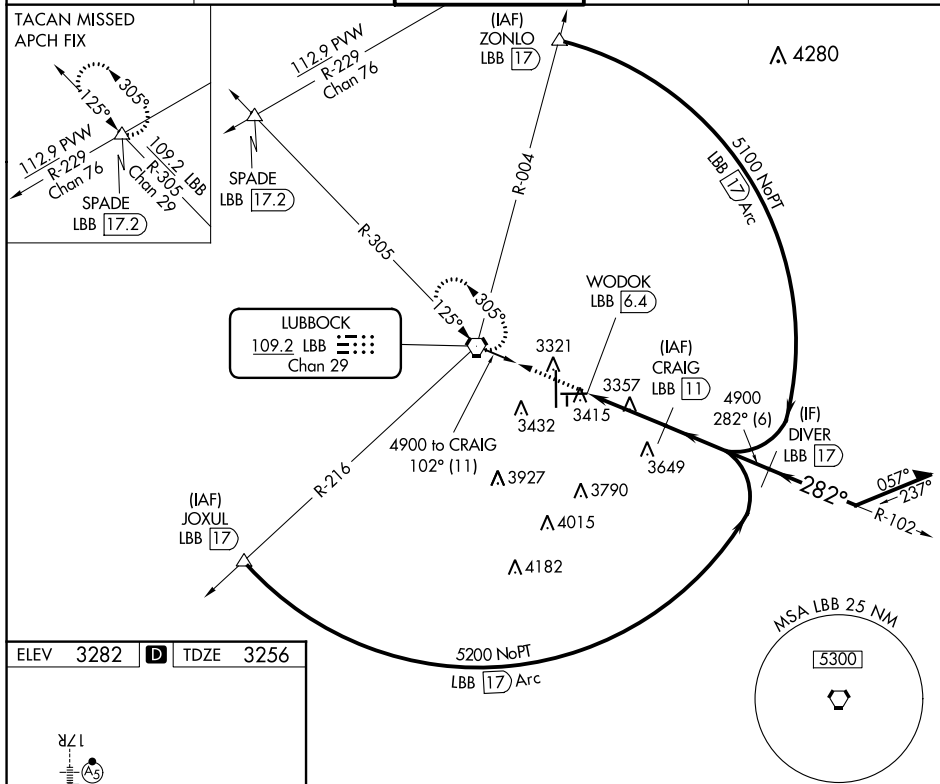 TACAN MISSED
APCH FIX
305°
125°
112.9 PVW
R-229
Chan 76
109.2 LBB
R-305
Chan 29
SPADE
LBB 17.2
112.9 PVW
R-229
Chan 76
SPADE
LBB 17.2
R-305
(IAF)
ZONLO
LBB 17
4280
R-004
5100 NoPT
LBB 17 Arc
305°
125°
LUBBOCK
109.2 LBB
Chan 29
WODOK
LBB 6.4
3321
3357
3415
3432
(IAF)
CRAIG
LBB 11
3649
4900
282° (6)
(IF)
DIVER
LBB 17
4900 to CRAIG
102° (11)
282°
057°
237°
R-102
3927
3790
4015
4182
R-216
(IAF)
JOXUL
LBB 17
5200 NoPT
LBB 17 Arc
MSA LBB 25 NM
5300
ELEV 3282 D TDZE 3256
17R
A5
T